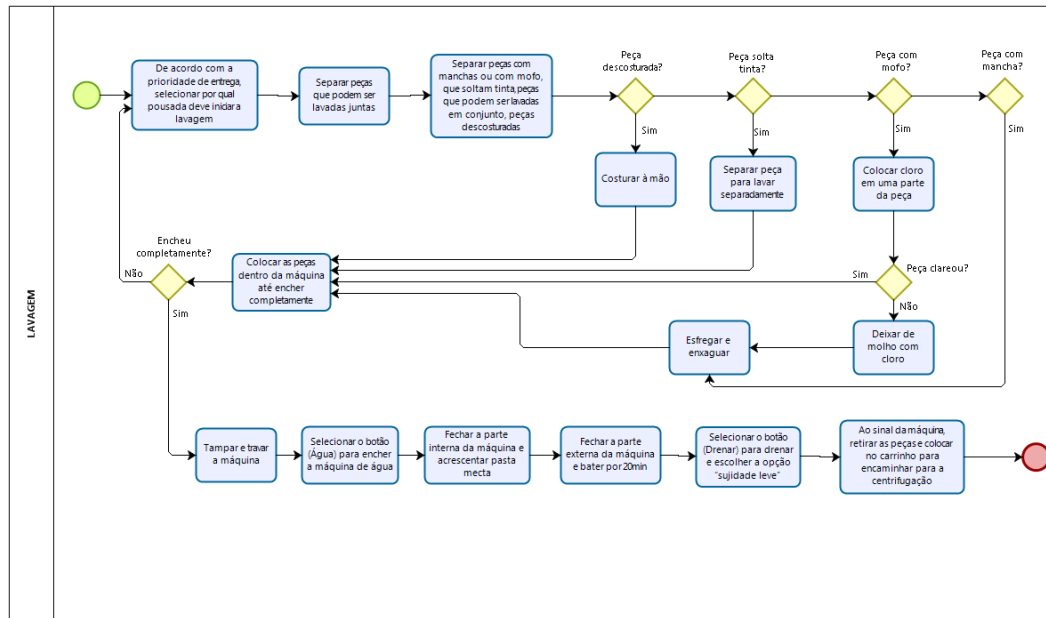 LAVAGEM
De acordo com a
prioridade de entrega,
selecionar por qual
pousada deve iniciar a
lavagem
Separar peças
que podem ser
lavadas juntas
Separar peças com
manchas ou com mofo,
que soltam tinta, peças
que podem ser lavadas
em conjunto, peças
descosturadas
Peça
descosturada?
Peça solta
tinta?
Peça com
mofo?
Peça com
mancha?
Sim
Sim
Sim
Sim
Costurar à mão
Separar peça
para lavar
separadamente
Colocar cloro
em uma parte
da peça
Encheu
completamente?
Não
Sim
Colocar as peças
dentro da máquina
até encher
completamente
Sim
Peça clareou?
Não
Esfregar e
enxaguar
Deixar de
molho com
cloro
Tampar e travar
a máquina
Selecionar o botão
(Água) para encher
a máquina de água
Fechar a parte
interna da máquina e
acrescentar pasta
mecta
Fechar a parte
externa da máquina
e bater por 20min
Selecionar o botão
(Drenar) para drenar
e escolher a opção
"sujidade leve"
Ao sinal da máquina,
retirar as peças e colocar
no carrinho para
encaminhar para a
centrifugação